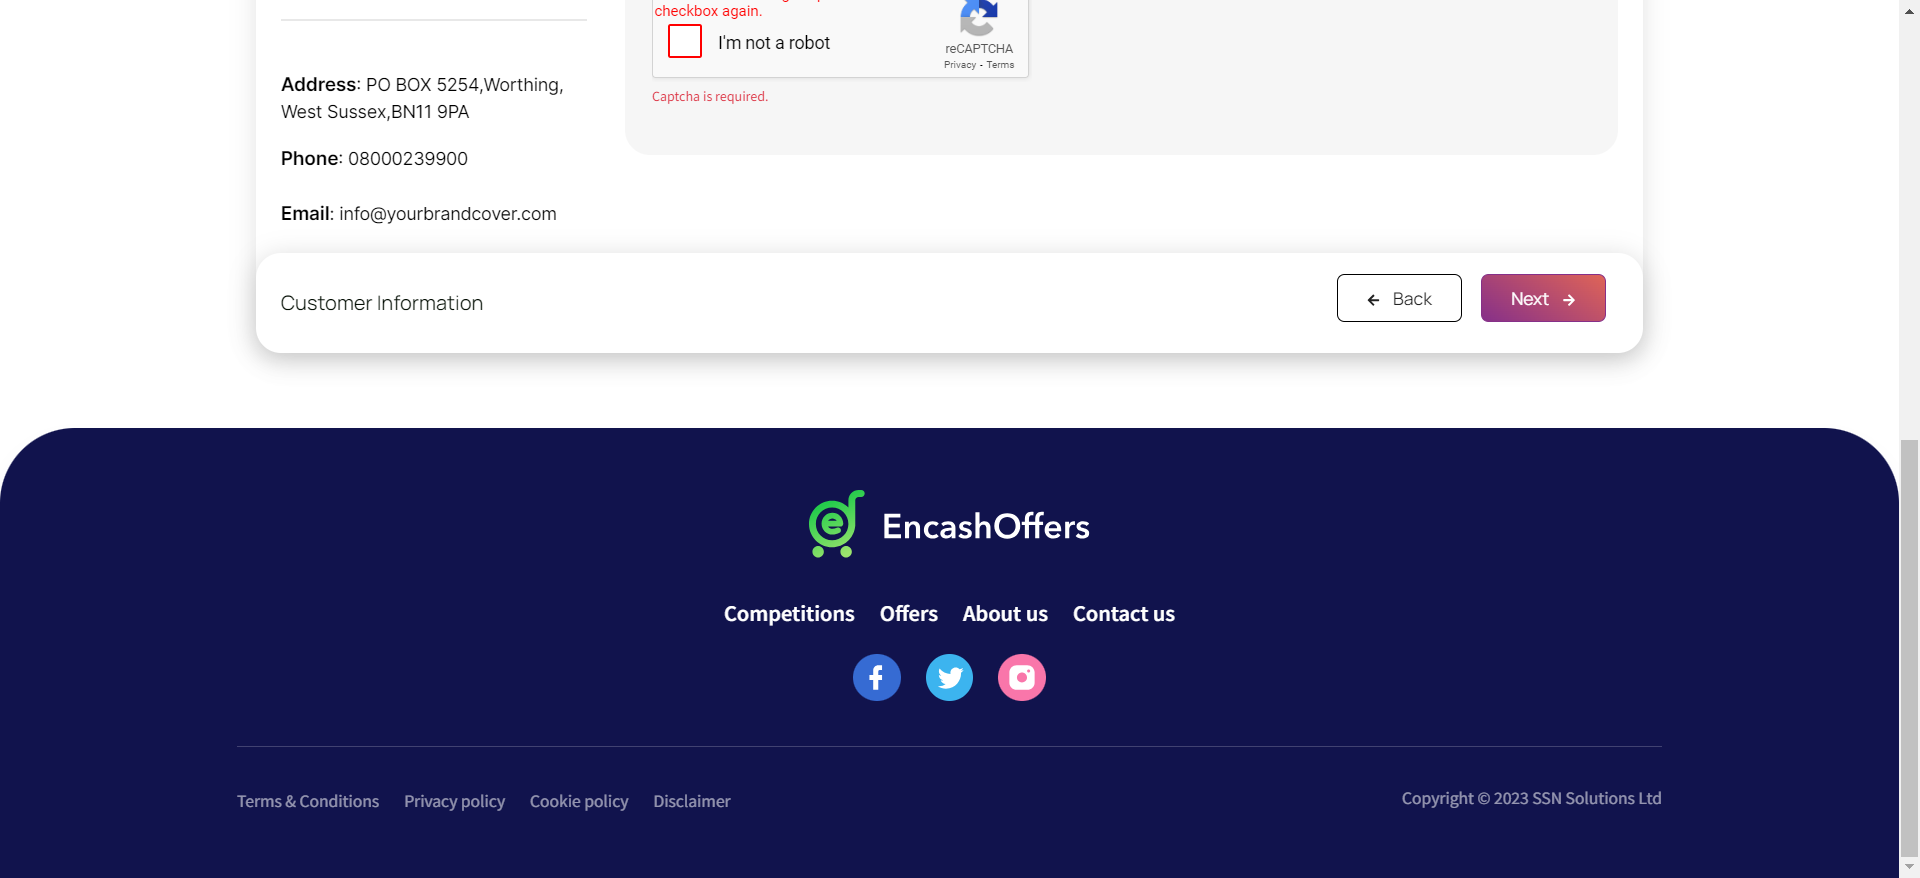 checkbox again.
I'm not a robot
reCAPTCHA
Privacy - Terms
Captcha is required.
Address: PO BOX 5254,Worthing,
West Sussex,BN11 9PA
Phone: 08000239900
Email: info@yourbrandcover.com
Customer Information
Back
Next
e
EncashOffers
Competitions Offers About us Contact us
Terms & Conditions Privacy policy Cookie policy Disclaimer
Copyright © 2023 SSN Solutions Ltd